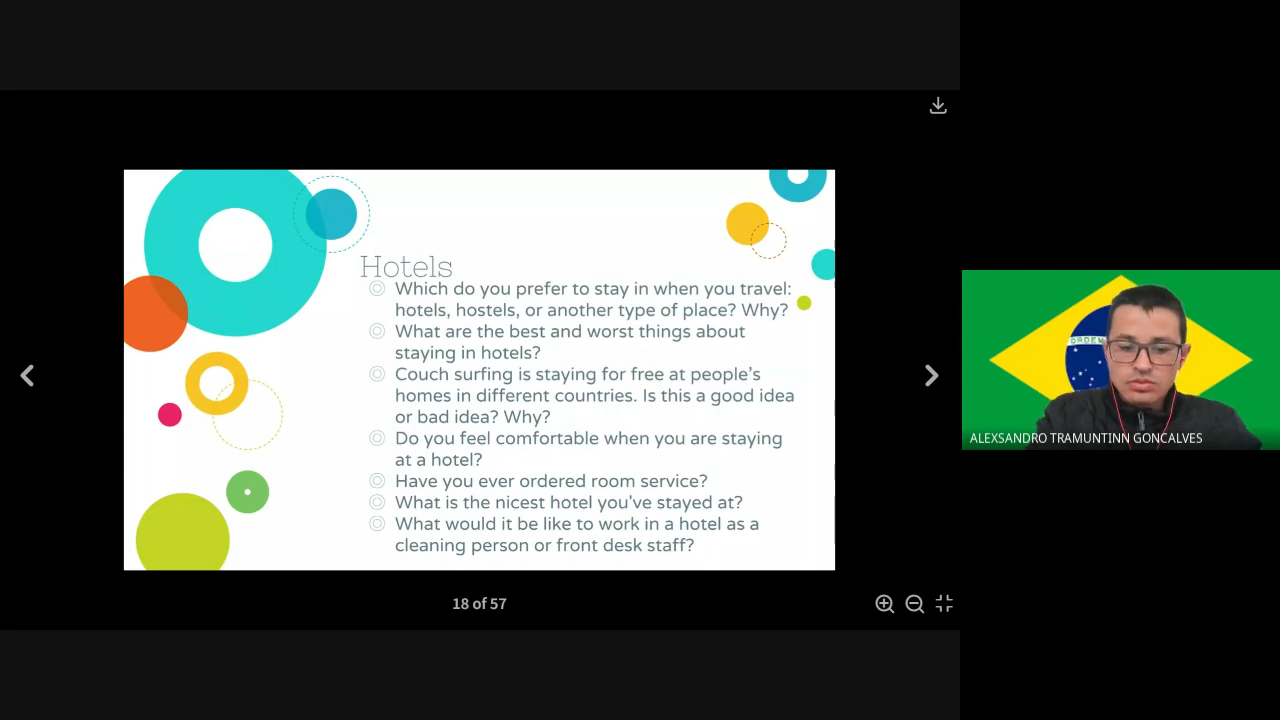 Hotels
Which do you prefer to stay in when you travel:
hotels, hostels, or another type of place? Why?
What are the best and worst things about
staying in hotels?
Couch surfing is staying for free at people's
homes in different countries. Is this a good idea
or bad idea? Why?
Do you feel comfortable when you are staying
at a hotel?
Have you ever ordered room service?
What is the nicest hotel you've stayed at?
What would it be like to work in a hotel as a
cleaning person or front desk staff?
18 of 57
ORDEM
ALEXSANDRO TRAMUNTINN GONCALVES